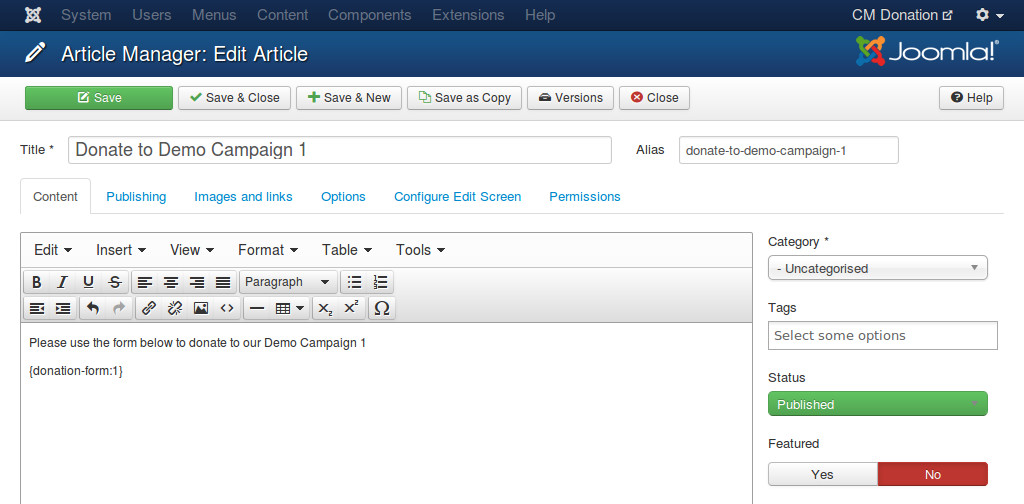 System Users Menus Content Components Extensions Help CM Donation
Article Manager: Edit Article Joomla!®
Save Save & Close Save & New Save as Copy Versions Close Help
Title * Donate to Demo Campaign 1 Alias donate-to-demo-campaign-1
Content Publishing Images and links Options Configure Edit Screen Permissions
Edit Insert View Format Table Tools
B I U S Paragraph
X₂ X² Ω
Please use the form below to donate to our Demo Campaign 1
{donation-form:1}
Category *
- Uncategorised
Tags
Select some options
Status
Published
Featured
Yes No